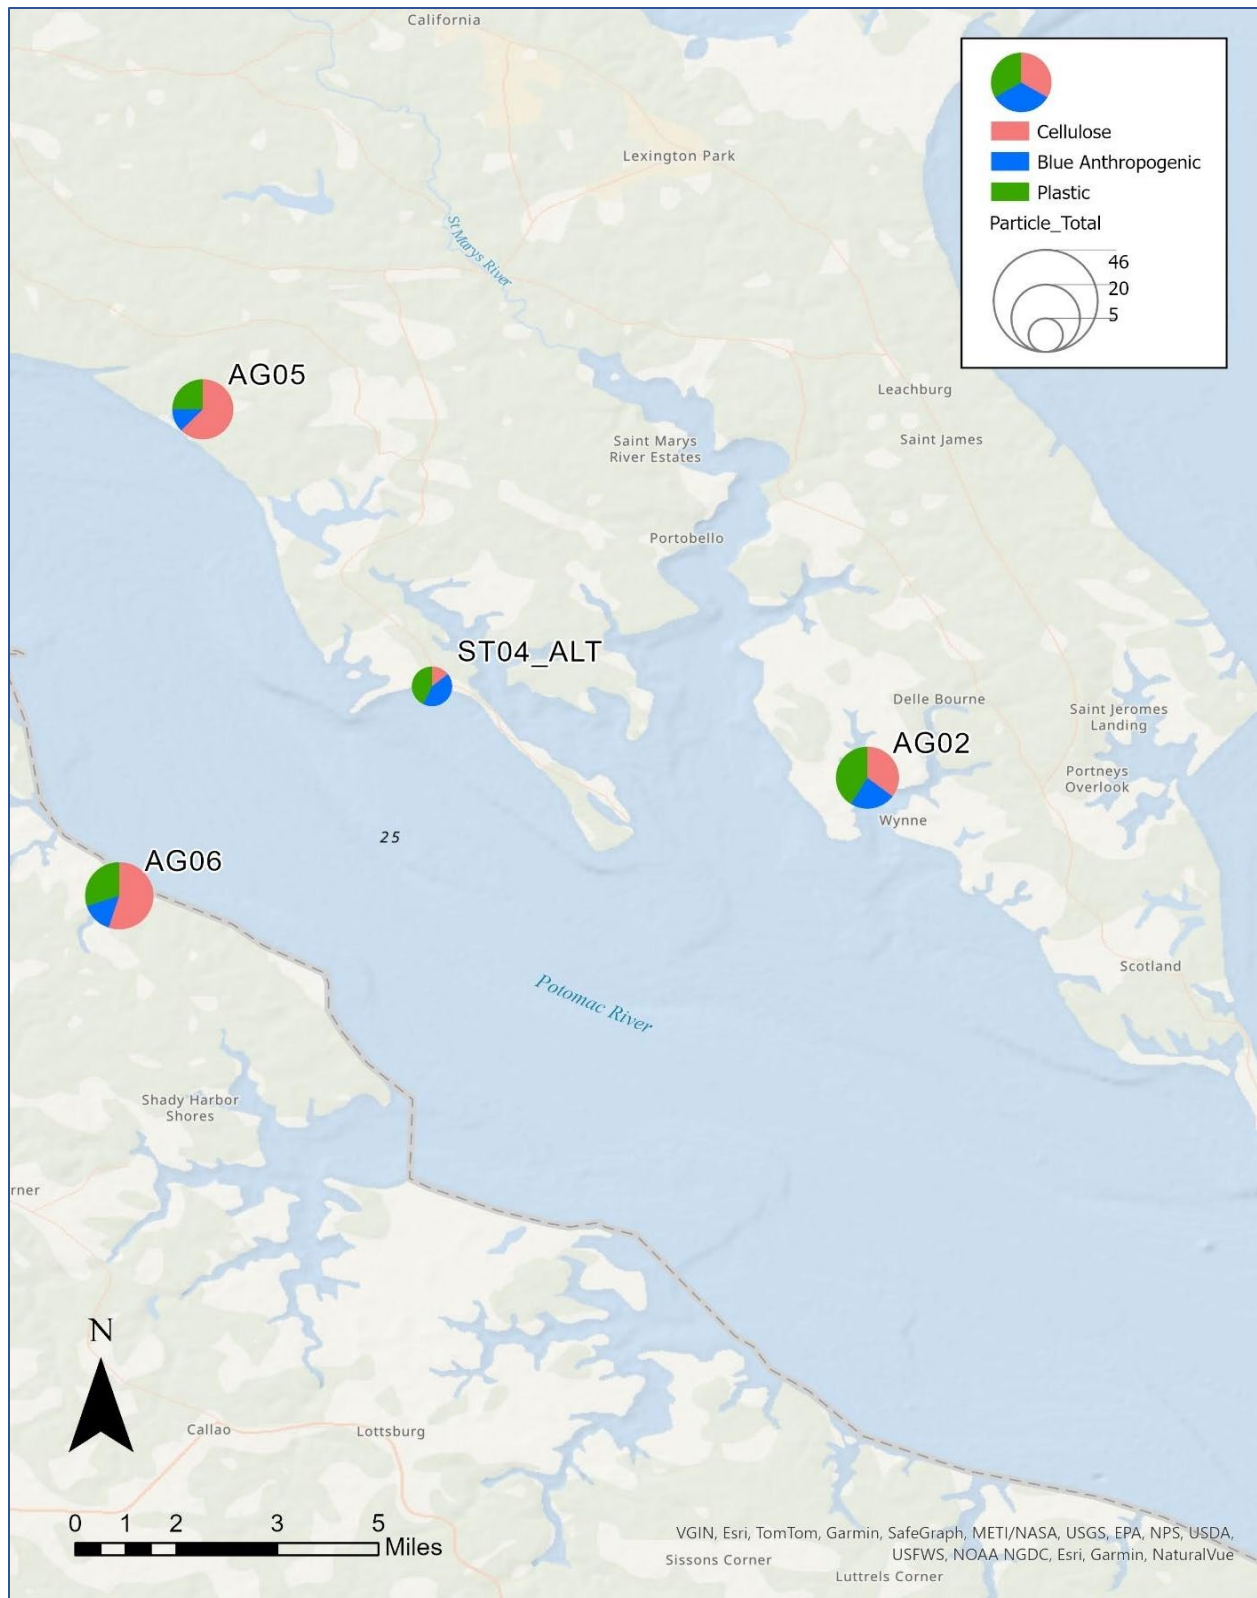 California
Cellulose
Blue Anthropogenic
Plastic
Particle_Total
46
20
5
Lexington Park
St Marys River
AG05
Leachburg
Saint James
Saint Marys
River Estates
Portobello
ST04_ALT
Delle Bourne
Saint Jeromes
Landing
AG02
Portneys
Overlook
Wynne
25
AG06
Scotland
Potomac River
Shady Harbor
Shores
rner
N
Callao
Lottsburg
0 1 2 3 5
Miles
VGIN, Esri, TomTom, Garmin, SafeGraph, METI/NASA, USGS, EPA, NPS, USDA,
USFWS, NOAA NGDC, Esri, Garmin, NaturalVue
Sissons Corner
Luttrels Corner